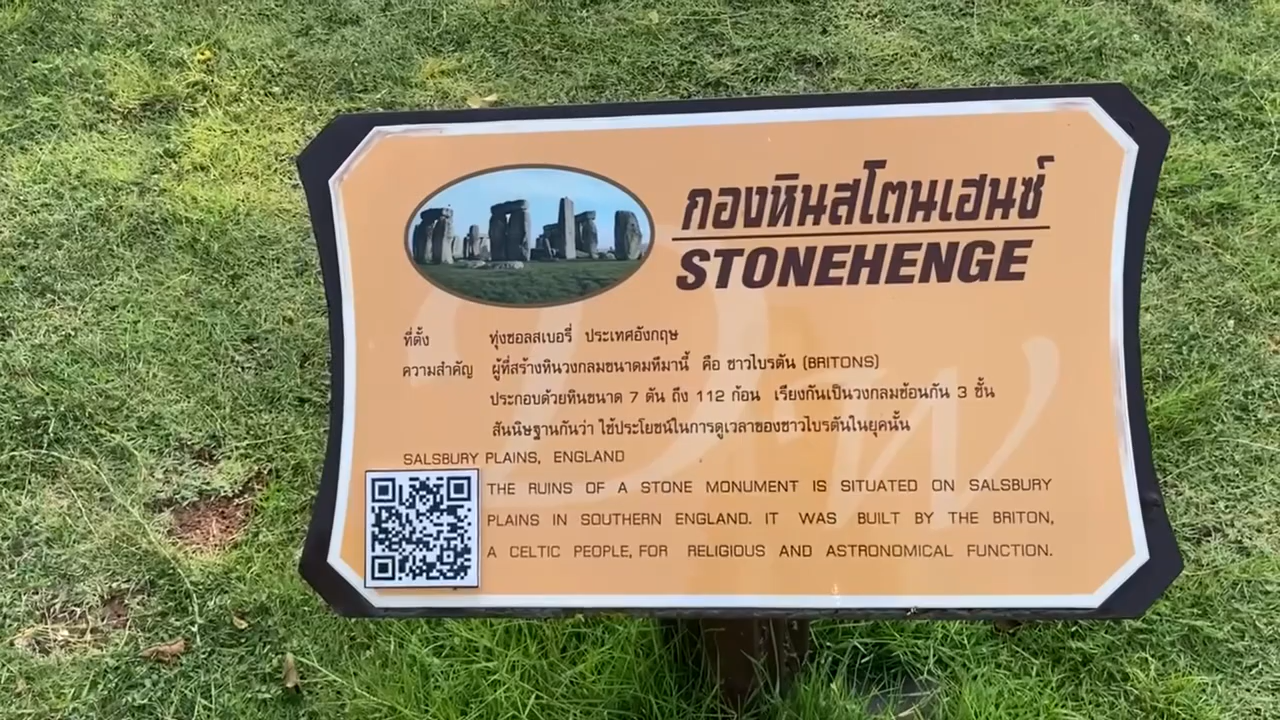 กองหินสโตนเฮนซ์
STONEHENGE
ที่ตั้ง ทุ่งซอลสเบอรี่ ประเทศอังกฤษ
ความสำคัญ ผู้ที่สร้างหินวงกลมขนาดมหึมานี้ คือ ชาวไบรตัน (BRITONS)
ประกอบด้วยหินขนาด 7 ตัน ถึง 112 ก้อน เรียงกันเป็นวงกลมซ้อนกัน 3 ชั้น
สันนิษฐานกันว่า ใช้ประโยชน์ในการดูเวลาของชาวไบรตันในยุคนั้น
SALSBURY PLAINS, ENGLAND
THE RUINS OF A STONE MONUMENT IS SITUATED ON SALSBURY
PLAINS IN SOUTHERN ENGLAND. IT WAS BUILT BY THE BRITON,
A CELTIC PEOPLE, FOR RELIGIOUS AND ASTRONOMICAL FUNCTION.